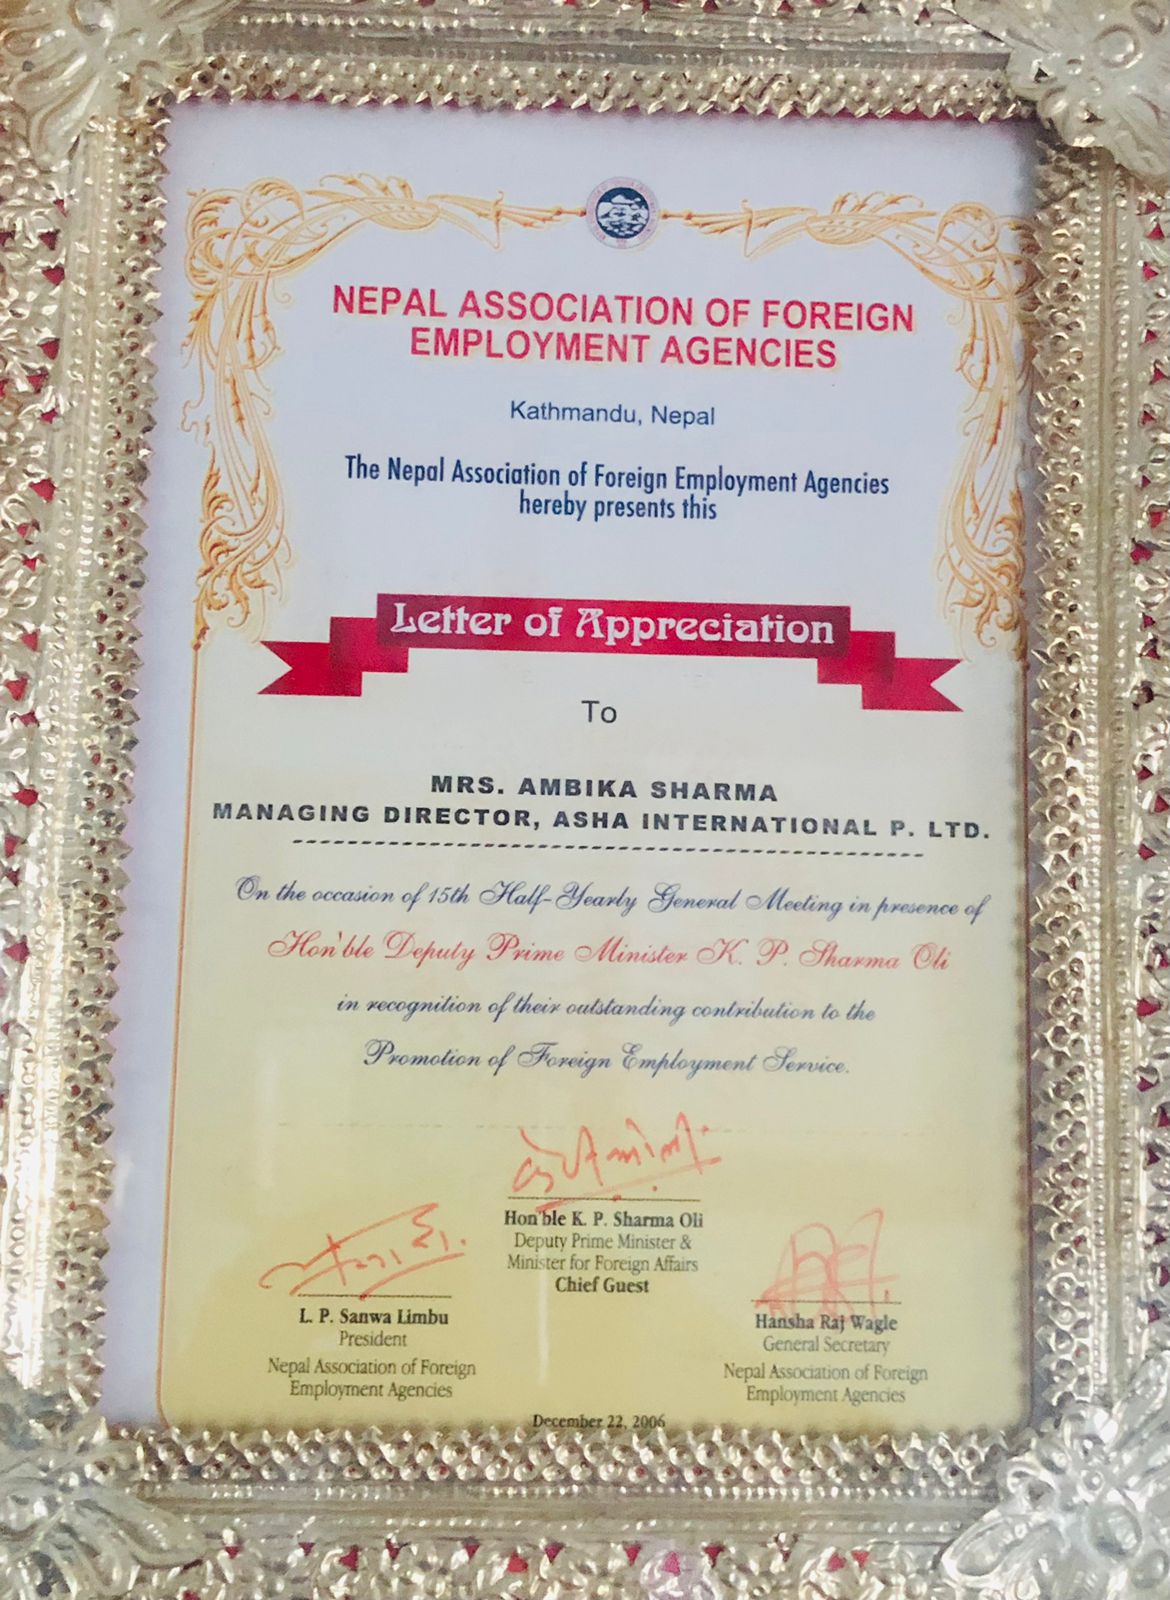 NEPAL ASSOCIATION OF FOREIGN
EMPLOYMENT AGENCIES
Kathmandu, Nepal
The Nepal Association of Foreign Employment Agencies
hereby presents this
Letter of Appreciation
To
MRS. AMBIKA SHARMA
MANAGING DIRECTOR, ASHA INTERNATIONAL P. LTD.
On the occasion of 15th Half-Yearly General Meeting in presence of
Hon'ble Deputy Prime Minister K. P. Sharma Oli
in recognition of their outstanding contribution to the
Promotion of Foreign Employment Service.
Hon'ble K. P. Sharma Oli
Deputy Prime Minister &
Minister for Foreign Affairs
Chief Guest
L. P. Sanwa Limbu
President
Nepal Association of Foreign
Employment Agencies
Hansha Raj Wagle
General Secretary
Nepal Association of Foreign
Employment Agencies
December 22, 2006